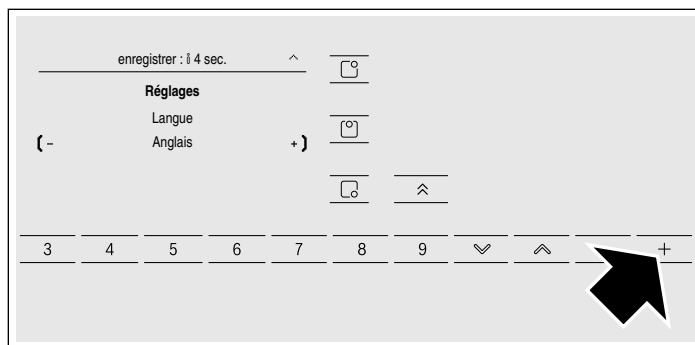 enregistrer : 4 sec.
Réglages
Langue
– Anglais +
3 4 5 6 7 8 9 +